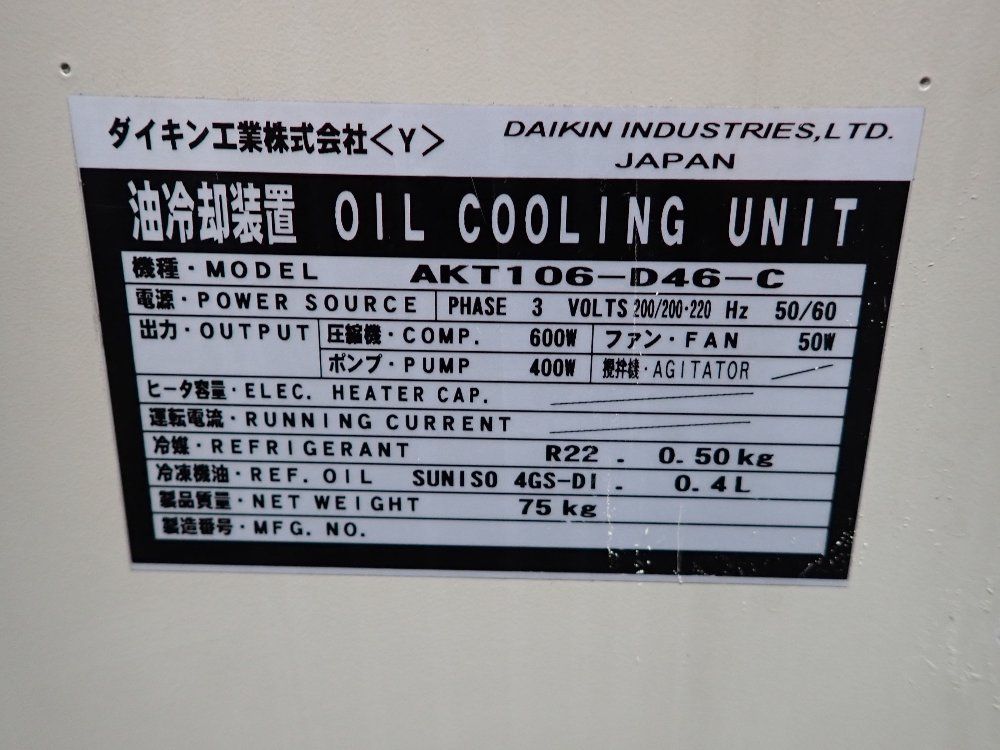 ダイキン工業株式会社〈Y〉 DAIKIN INDUSTRIES,LTD.
JAPAN
油冷却装置 OIL COOLING UNIT
機種・MODEL AKT106-D46-C
電源・POWER SOURCE PHASE 3 VOLTS 200/200・220 Hz 50/60
出力・OUTPUT 圧縮機・COMP. 600W ファン・FAN 50W
ポンプ・PUMP 400W 攪拌機・AGITATOR
ヒータ容量・ELEC. HEATER CAP.
運転電流・RUNNING CURRENT
冷媒・REFRIGERANT R22 . 0.50kg
冷凍機油・REF. OIL SUNISO 4GS-DI . 0.4L
製品質量・NET WEIGHT 75kg
製造番号・MFG. NO.